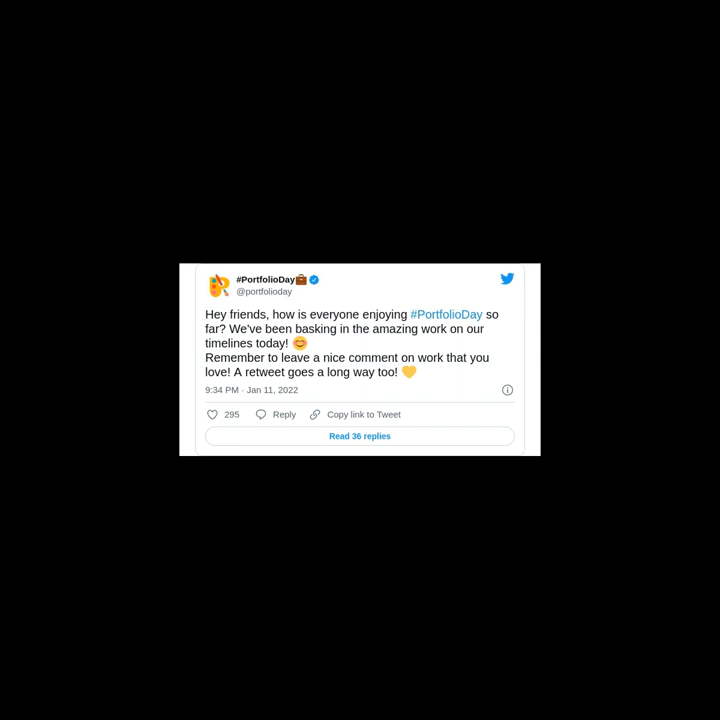 #PortfolioDay💼
@portfolioday
Hey friends, how is everyone enjoying #PortfolioDay so
far? We've been basking in the amazing work on our
timelines today! 😊
Remember to leave a nice comment on work that you
love! A retweet goes a long way too! 💛
9:34 PM · Jan 11, 2022
295 Reply Copy link to Tweet
Read 36 replies